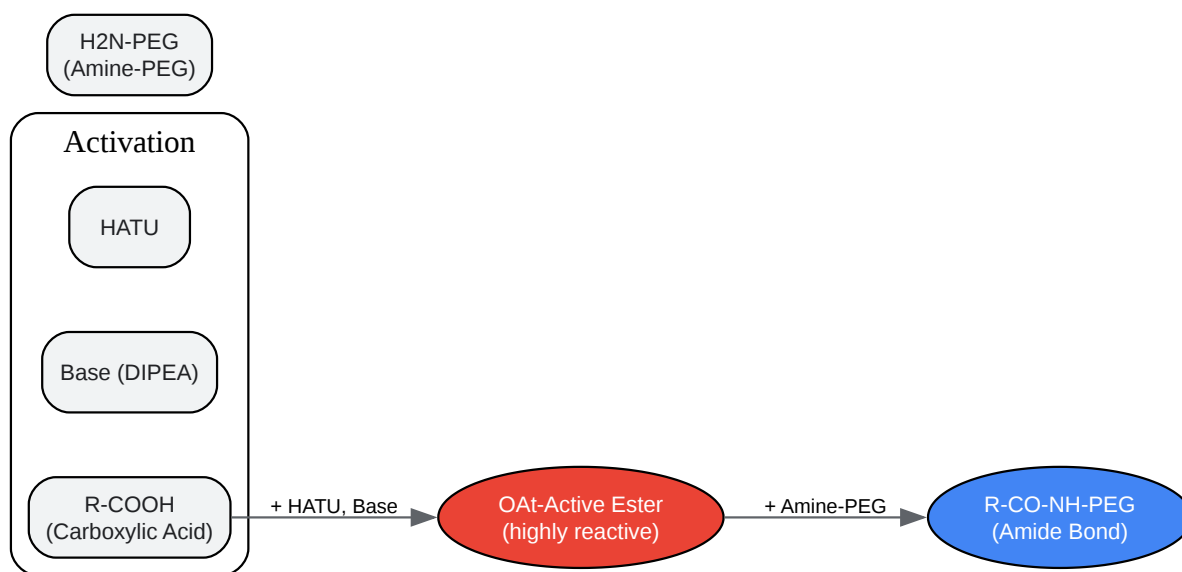 H2N-PEG
(Amine-PEG)
Activation
HATU
Base (DIPEA)
R-COOH
(Carboxylic Acid)
+ HATU, Base
OAt-Active Ester
(highly reactive)
+ Amine-PEG
R-CO-NH-PEG
(Amide Bond)